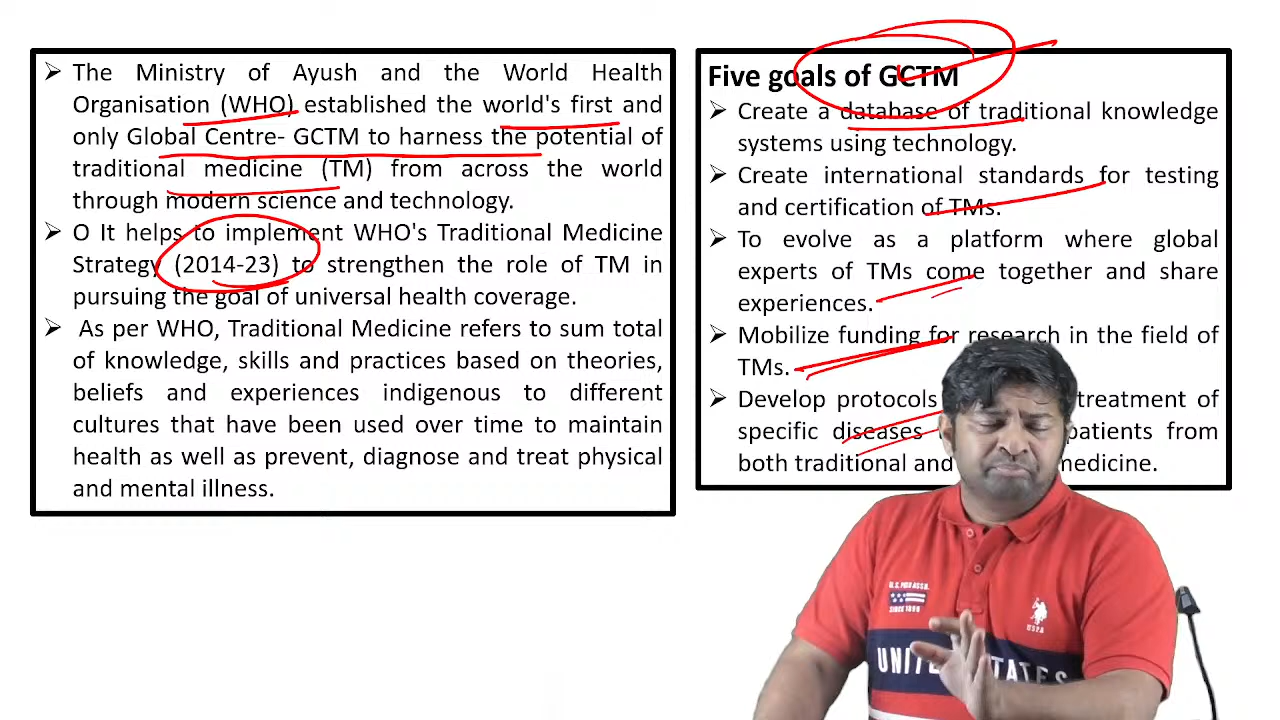 ➢ The Ministry of Ayush and the World Health
Organisation (WHO) established the world's first and
only Global Centre- GCTM to harness the potential of
traditional medicine (TM) from across the world
through modern science and technology.
➢ O It helps to implement WHO's Traditional Medicine
Strategy (2014-23) to strengthen the role of TM in
pursuing the goal of universal health coverage.
➢ As per WHO, Traditional Medicine refers to sum total
of knowledge, skills and practices based on theories,
beliefs and experiences indigenous to different
cultures that have been used over time to maintain
health as well as prevent, diagnose and treat physical
and mental illness.
Five goals of GCTM
➢ Create a database of traditional knowledge
systems using technology.
➢ Create international standards for testing
and certification of TMs.
➢ To evolve as a platform where global
experts of TMs come together and share
experiences.
➢ Mobilize funding for research in the field of
TMs.
➢ Develop protocols treatment of
specific diseases patients from
both traditional and medicine.
U.S. POLO ASSN.
SINCE 1890
USPA
UNITED STATES